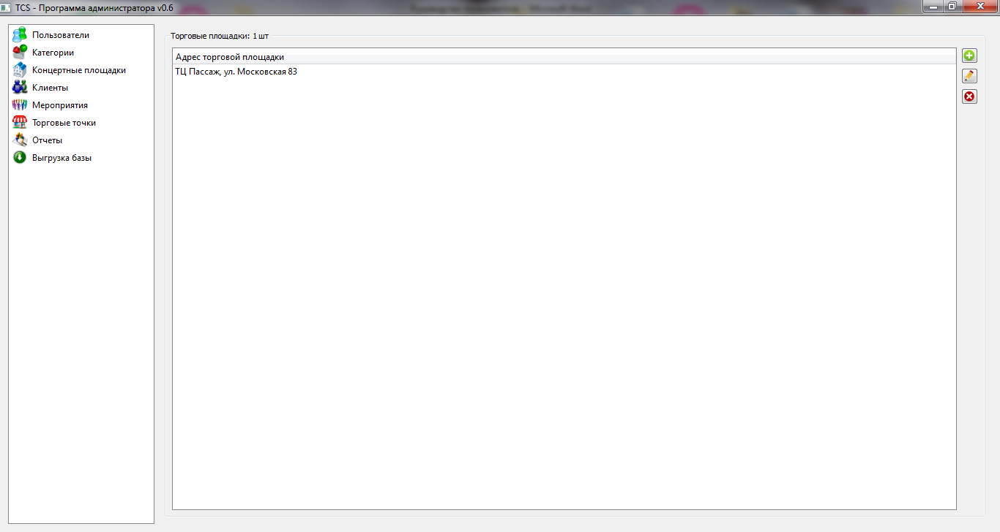 TCS - Программа администратора v0.6
Пользователи
Категории
Концертные площадки
Клиенты
Мероприятия
Торговые точки
Отчеты
Выгрузка базы
Торговые площадки: 1 шт
Адрес торговой площадки
ТЦ Пассаж, ул. Московская 83